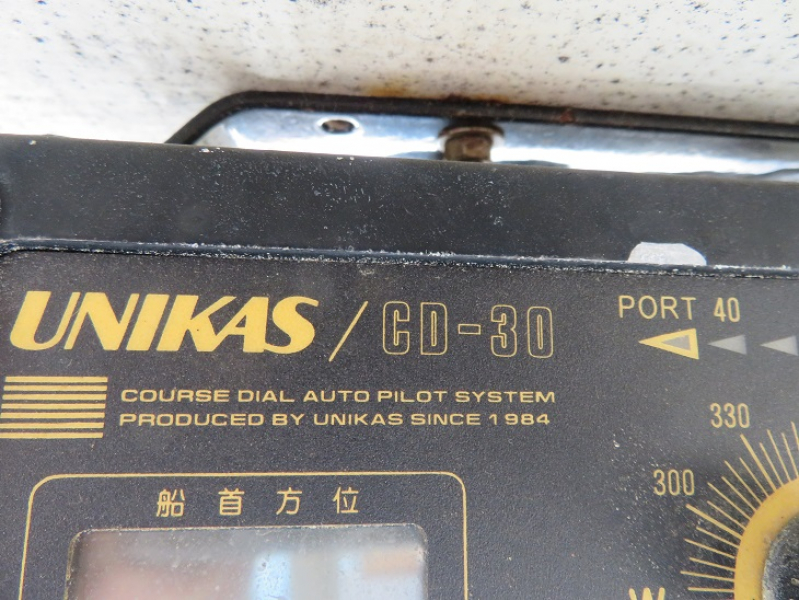 UNIKAS / CD-30
PORT 40
COURSE DIAL AUTO PILOT SYSTEM
PRODUCED BY UNIKAS SINCE 1984
330
300
船首方位
W